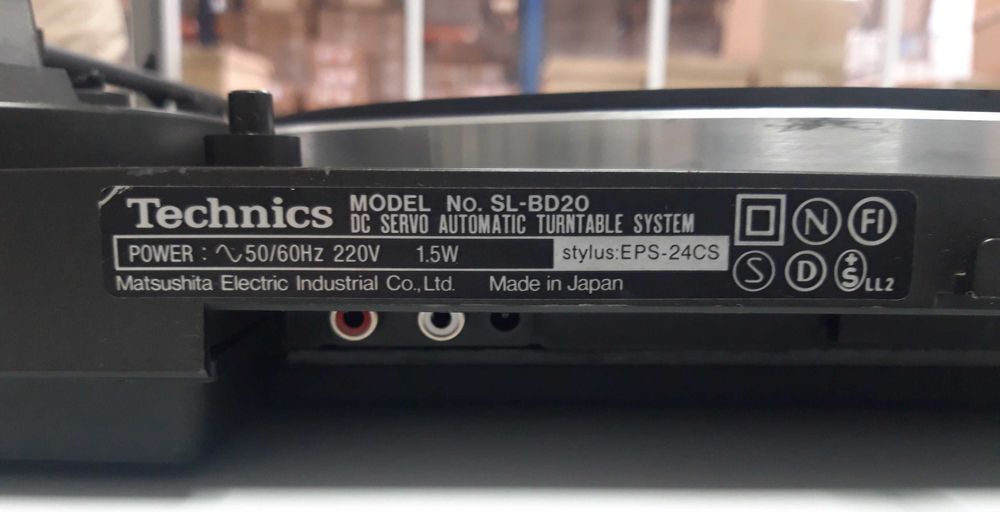 Technics MODEL No. SL-BD20
DC SERVO AUTOMATIC TURNTABLE SYSTEM
POWER : ∿ 50/60Hz 220V 1.5W stylus:EPS-24CS
Matsushita Electric Industrial Co., Ltd. Made in Japan
N FI
S D +S LL2